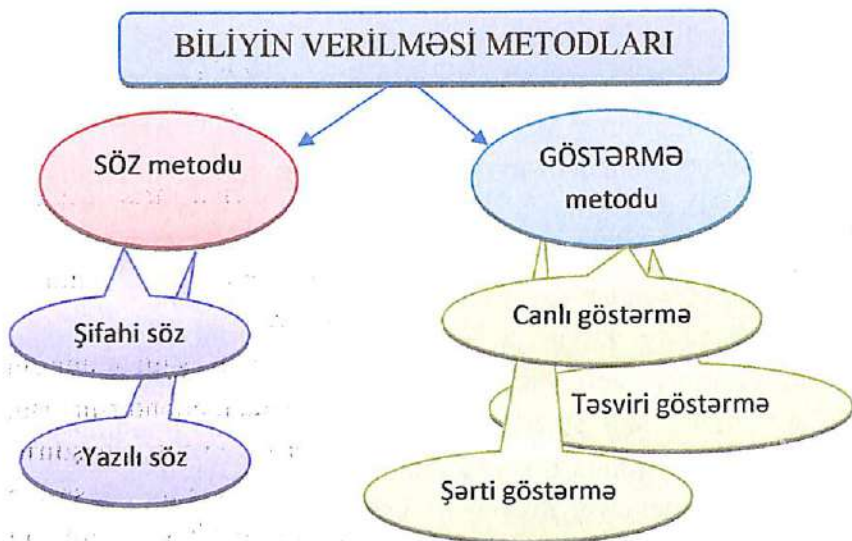 BİLİYİN VERİLMƏSİ METODLARI
SÖZ metodu
GÖSTƏRMƏ
metodu
Şifahi söz
Yazılı söz
Canlı göstərmə
Təsviri göstərmə
Şərti göstərmə